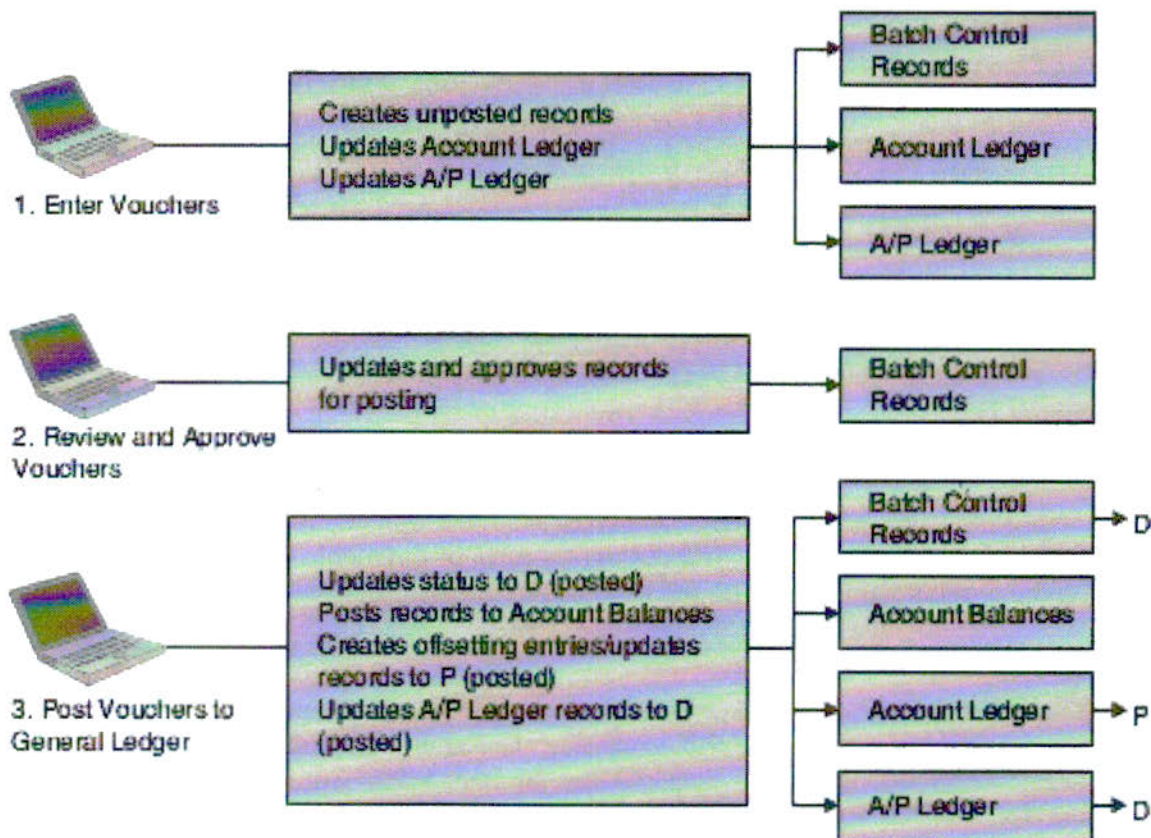 Creates unposted records
Updates Account Ledger
Updates A/P Ledger
1. Enter Vouchers
Batch Control
Records
Account Ledger
A/P Ledger
Updates and approves records
for posting
2. Review and Approve
Vouchers
Batch Control
Records
Updates status to D (posted)
Posts records to Account Balances
Creates offsetting entries/updates
records to P (posted)
Updates A/P Ledger records to D
(posted)
3. Post Vouchers to
General Ledger
Batch Control
Records
D
Account Balances
Account Ledger
P
A/P Ledger
D